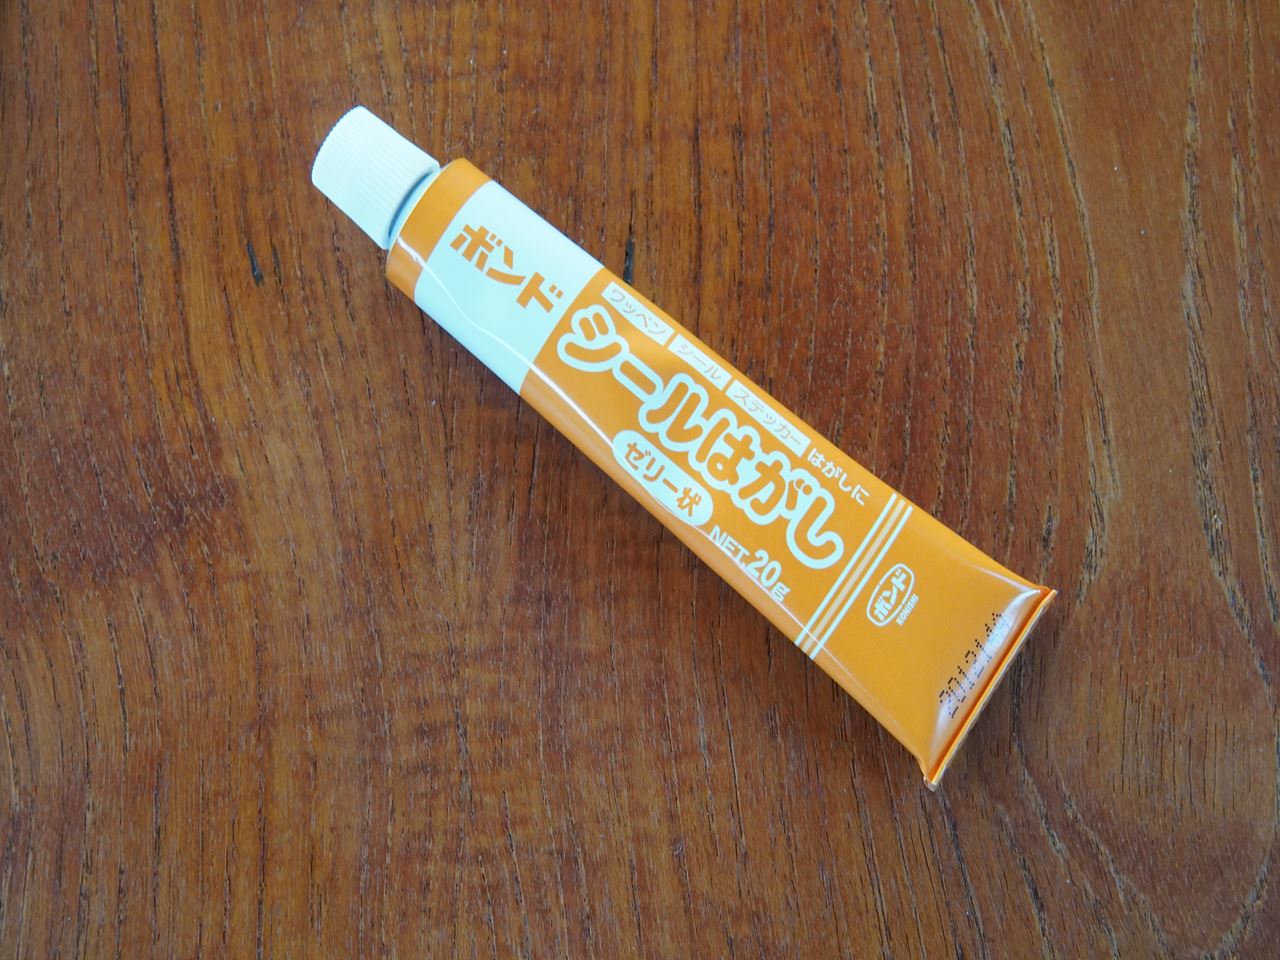 ボンド
ワッペン シール ステッカー はがしに
シールはがし
ゼリー状
NET. 20g
ボンド
KONISHI